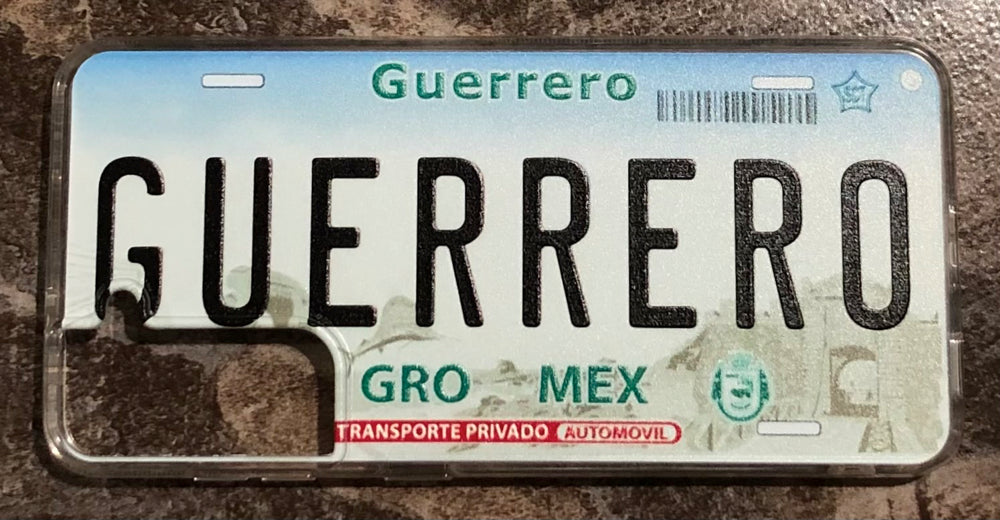 Guerrero
GUERRERO
GRO MEX
TRANSPORTE PRIVADO AUTOMOVIL